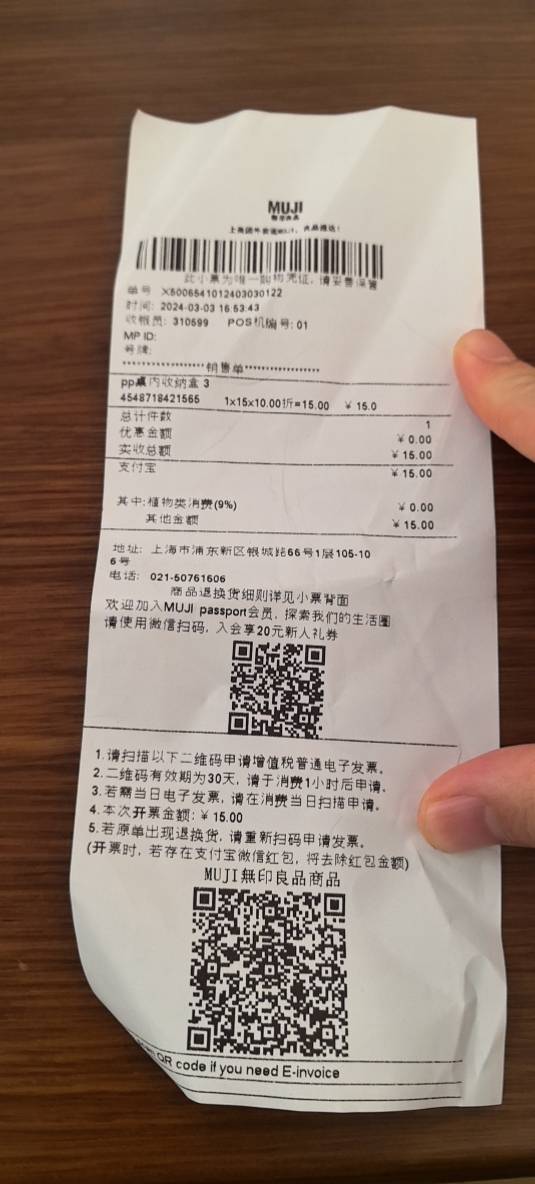 MUJI
無印良品
此小票为唯一购物凭证, 请妥善保管
单号 X5006541012403030122
时间: 2024-03-03 16:53:43
收银员: 310599 POS机编号: 01
MP ID:
号牌:
销售单
pp桌内收纳盒 3
4548718421565 1x15x10.00折=15.00 ¥ 15.0
总计件数 1
优惠金额 ¥ 0.00
实收总额 ¥ 15.00
支付宝 ¥ 15.00
其中: 植物类消费(9%) ¥ 0.00
其他金额 ¥ 15.00
地址: 上海市浦东新区银城路66号1层105-10
6号
电话: 021-50761606
商品退换货细则详见小票背面
欢迎加入MUJI passport会员, 探索我们的生活圈
请使用微信扫码, 入会享20元新人礼券
1.请扫描以下二维码申请增值税普通电子发票。
2.二维码有效期为30天, 请于消费1小时后申请。
3.若需当日电子发票, 请在消费当日扫描申请。
4.本次开票金额: ¥ 15.00
5.若原单出现退换货, 请重新扫码申请发票。
(开票时, 若存在支付宝微信红包, 将去除红包金额)
MUJI無印良品商品
QR code if you need E-invoice